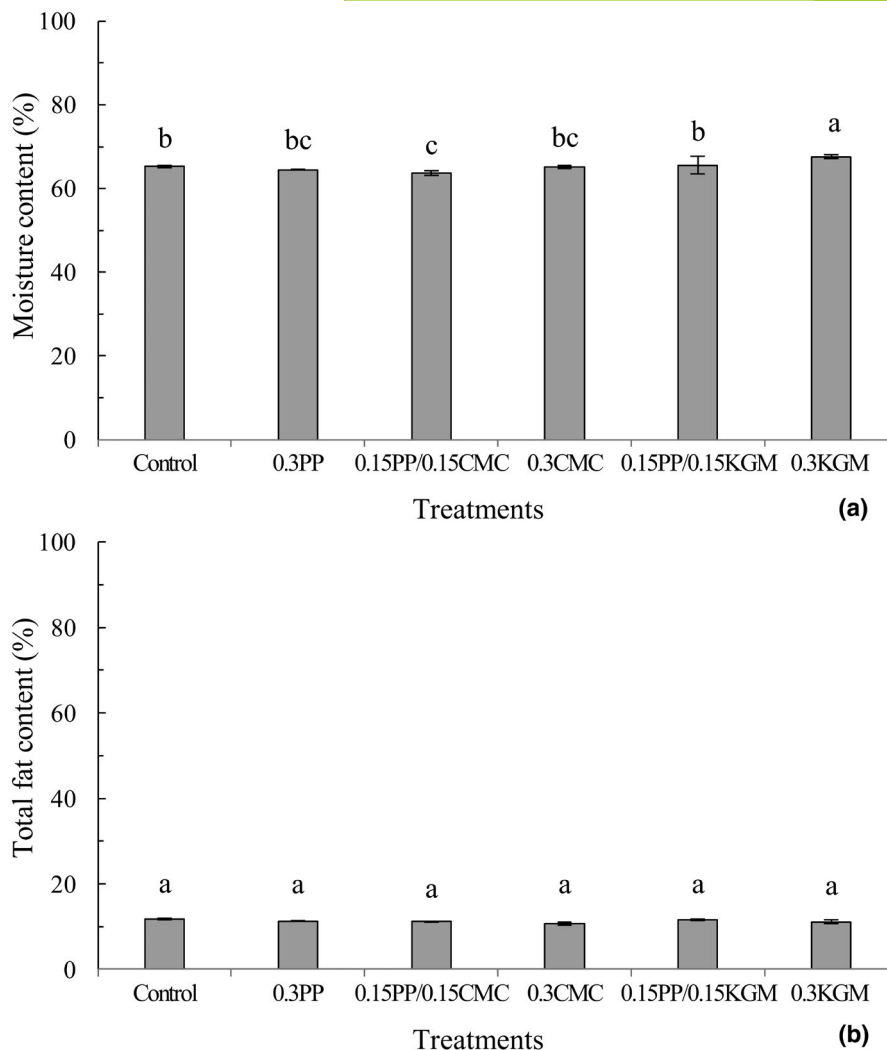 Moisture content (%)
100
80
60
40
20
0
b
bc
c
bc
b
a
Control
0.3PP
0.15PP/0.15CMC
0.3CMC
0.15PP/0.15KGM
0.3KGM
Treatments
(a)
Total fat content (%)
100
80
60
40
20
0
a
a
a
a
a
a
Control
0.3PP
0.15PP/0.15CMC
0.3CMC
0.15PP/0.15KGM
0.3KGM
Treatments
(b)